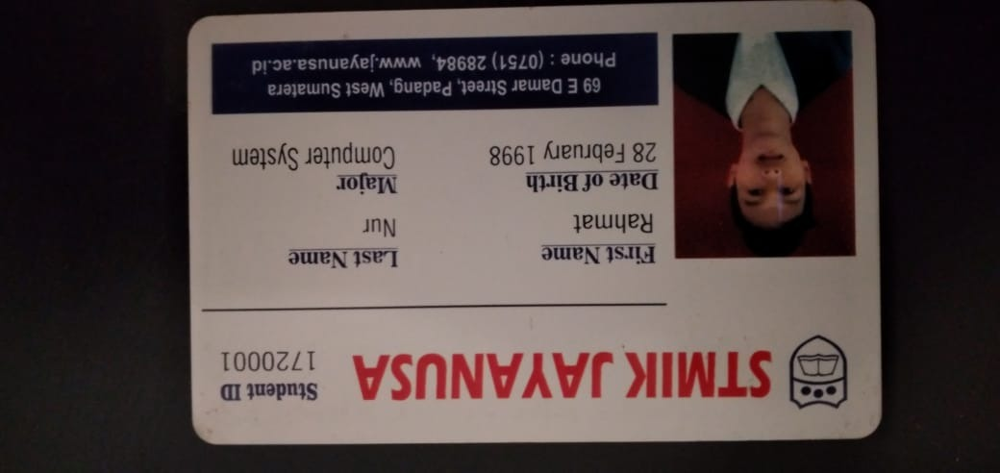 STMIK JAYANUSA
Student ID
1720001
First Name
Last Name
Rahmat
Nur
Date of Birth
Major
28 February 1998
Computer System
69 E Damar Street, Padang, West Sumatera
Phone : (0751) 28984, www.jayanusa.ac.id